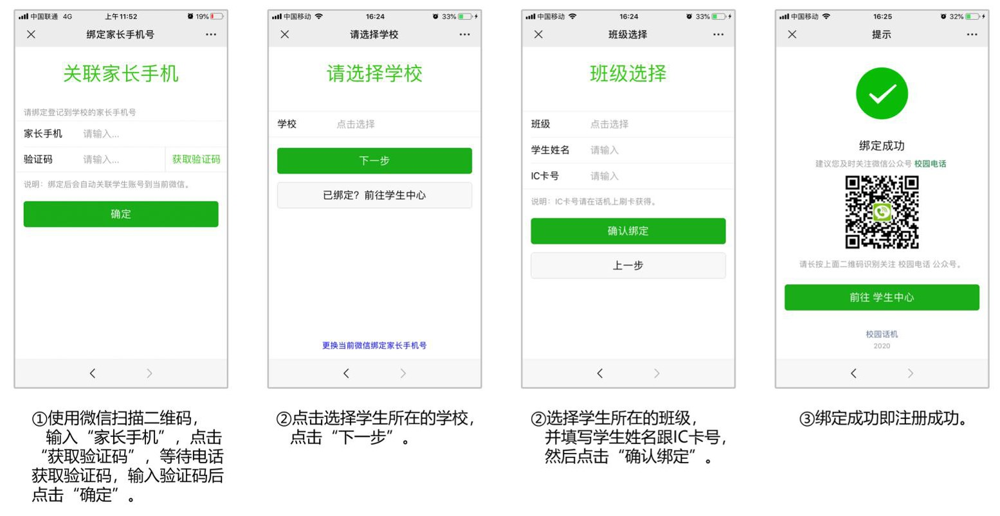 中国联通 4G 上午11:52 19%
绑定家长手机号
关联家长手机
请绑定登记到学校的家长手机号
家长手机 请输入...
验证码 请输入... 获取验证码
说明：绑定后会自动关联学生账号到当前微信。
确定
①使用微信扫描二维码，
输入“家长手机”，点击
“获取验证码”，等待电话
获取验证码，输入验证码后
点击“确定”。
中国移动 16:24 33%
请选择学校
请选择学校
学校 点击选择
下一步
已绑定？前往学生中心
更换当前微信绑定家长手机号
②点击选择学生所在的学校，
点击“下一步”。
中国移动 16:24 33%
班级选择
班级选择
班级 点击选择
学生姓名 请输入
IC卡号 请输入
说明：IC卡号请在话机上刷卡获得。
确认绑定
上一步
②选择学生所在的班级，
并填写学生姓名跟IC卡号，
然后点击“确认绑定”。
中国移动 16:25 32%
提示
绑定成功
建议您及时关注微信公众号 校园电话
请长按上面二维码识别关注 校园电话 公众号。
前往 学生中心
校园话机
2020
③绑定成功即注册成功。